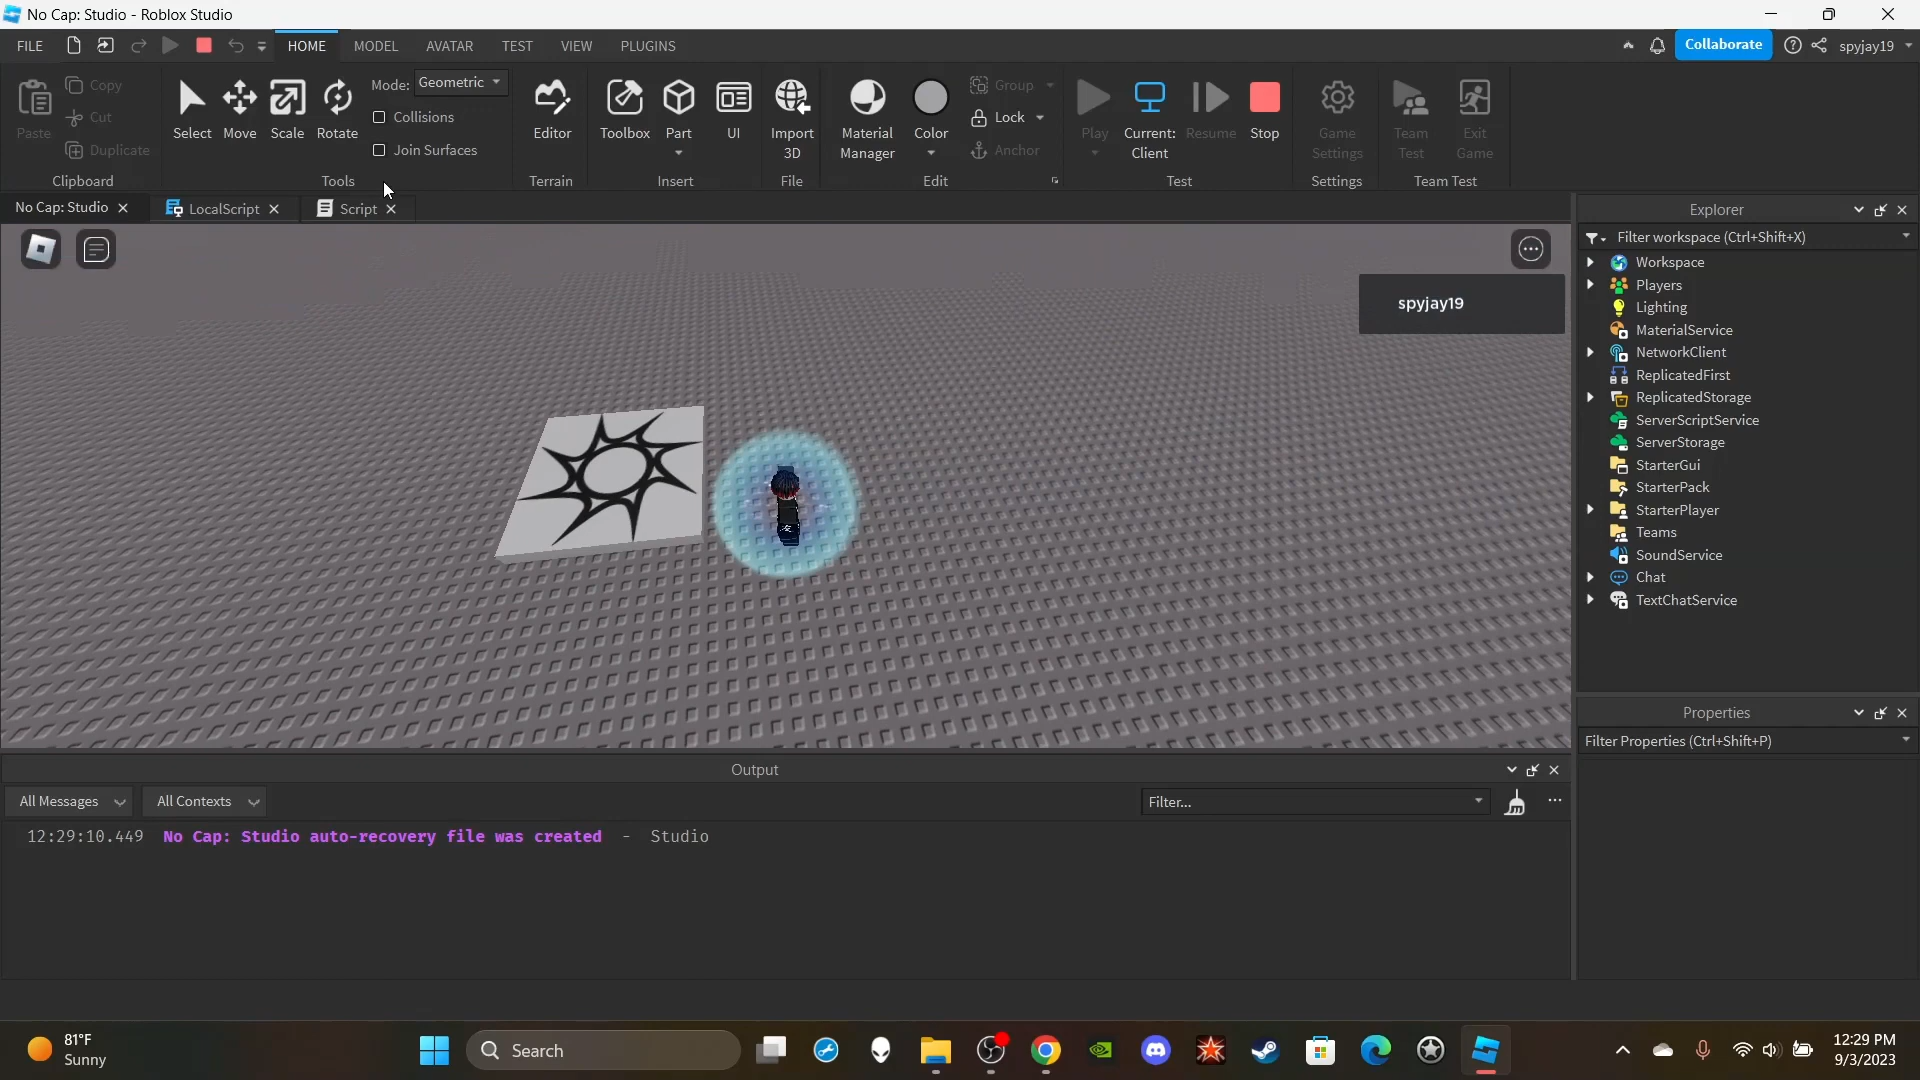 No Cap: Studio - Roblox Studio
FILE HOME MODEL AVATAR TEST VIEW PLUGINS Collaborate spyjay19
Paste Copy Cut Duplicate Clipboard
Select Move Scale Rotate Mode: Geometric Collisions Join Surfaces Tools
Editor Terrain
Toolbox Part UI Insert
Import 3D File
Material Manager Color Group Lock Anchor Edit
Play Current: Client Resume Stop Test
Game Settings Settings
Team Test Exit Game Team Test
No Cap: Studio LocalScript Script
spyjay19
Explorer
Filter workspace (Ctrl+Shift+X)
Workspace
Players
Lighting
MaterialService
NetworkClient
ReplicatedFirst
ReplicatedStorage
ServerScriptService
ServerStorage
StarterGui
StarterPack
StarterPlayer
Teams
SoundService
Chat
TextChatService
Properties
Filter Properties (Ctrl+Shift+P)
Output
All Messages All Contexts Filter...
12:29:10.449 No Cap: Studio auto-recovery file was created - Studio
81°F
Sunny
Search
12:29 PM
9/3/2023